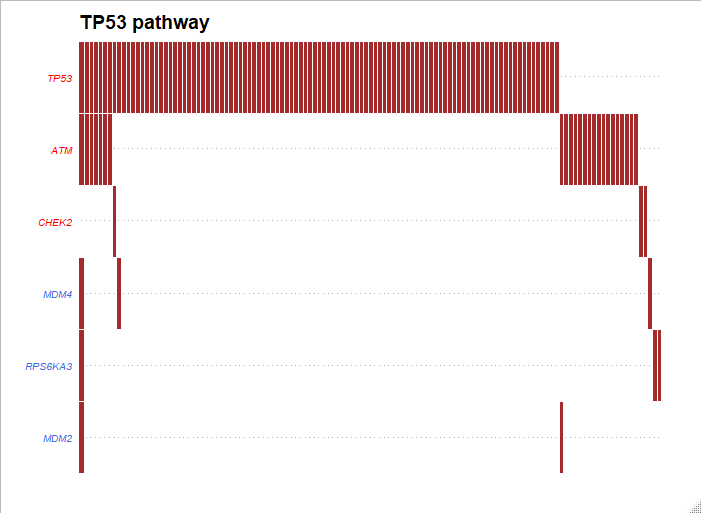 TP53 pathway
TP53
ATM
CHEK2
MDM4
RPS6KA3
MDM2